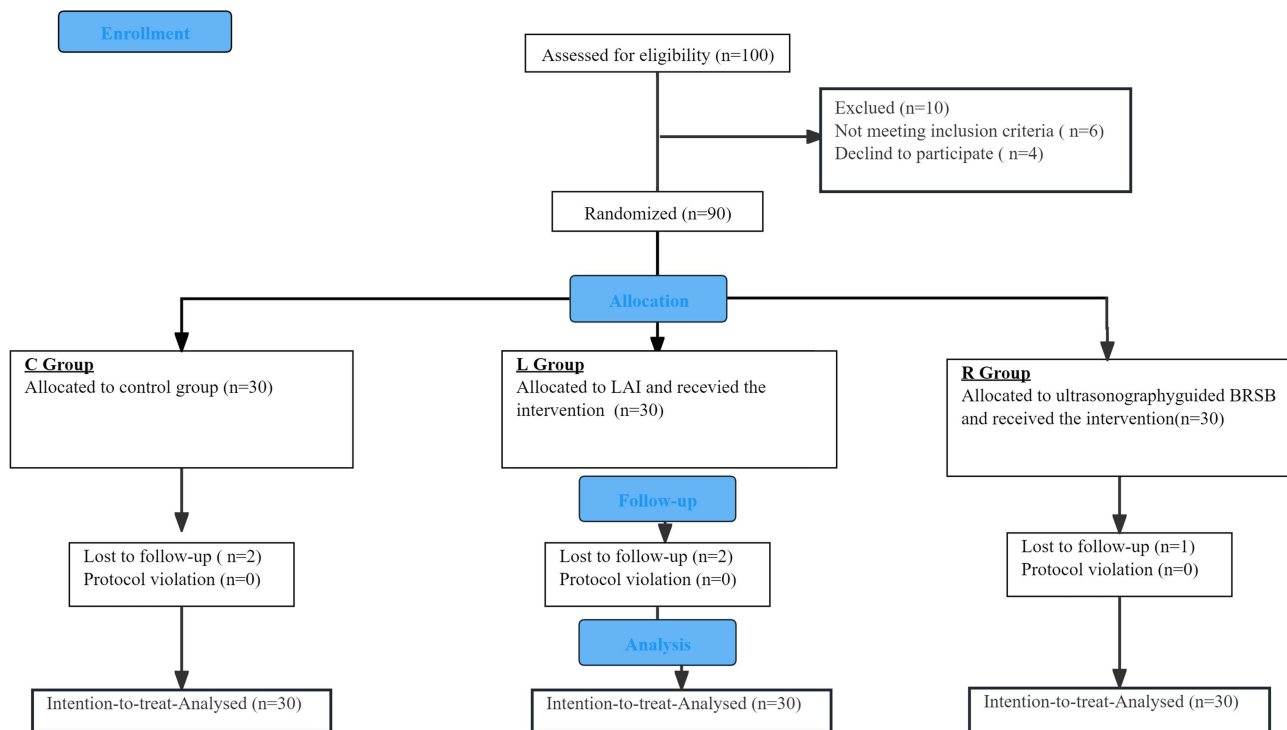 Enrollment
Assessed for eligibility (n=100)
Exclued (n=10)
Not meeting inclusion criteria ( n=6)
Declind to participate ( n=4)
Randomized (n=90)
Allocation
C Group
Allocated to control group (n=30)
L Group
Allocated to LAI and recevied the
intervention  (n=30)
R Group
Allocated to ultrasonographyguided BRSB
and received the intervention(n=30)
Follow-up
Lost to follow-up ( n=2)
Protocol violation (n=0)
Lost to follow-up (n=2)
Protocol violation (n=0)
Lost to follow-up (n=1)
Protocol violation (n=0)
Analysis
Intention-to-treat-Analysed (n=30)
Intention-to-treat-Analysed (n=30)
Intention-to-treat-Analysed (n=30)